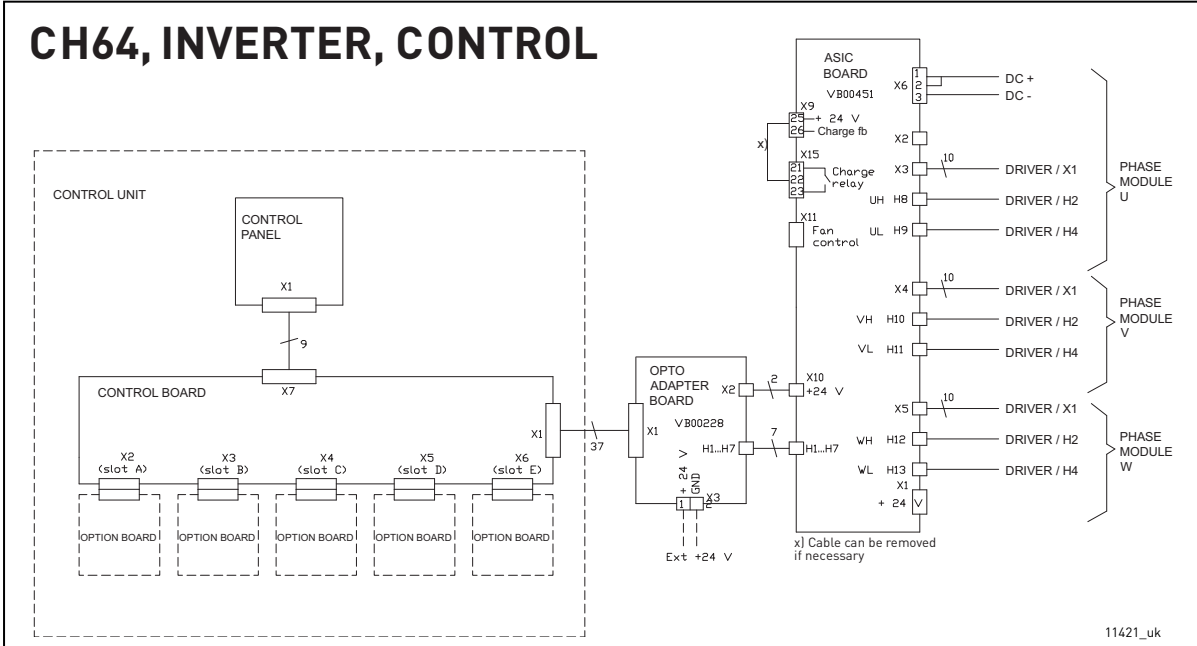 CH64, INVERTER, CONTROL
CONTROL UNIT
CONTROL
PANEL
X1
9
X7
CONTROL BOARD
X1
X2
(slot A)
X3
(slot B)
X4
(slot C)
X5
(slot D)
X6
(slot E)
OPTION BOARD
OPTION BOARD
OPTION BOARD
OPTION BOARD
OPTION BOARD
37
OPTO
ADAPTER
BOARD
VB00228
X1
X2
H1...H7
+ 24 V
GND
X3
1
2
Ext +24 V
2
7
ASIC
BOARD
VB00451
X9
25
+ 24 V
26
Charge fb
x)
X15
21
22
23
Charge
relay
X11
Fan
control
X10
+24 V
H1...H7
X6
1
2
3
DC +
DC -
X2
X3
10
DRIVER / X1
UH H8
DRIVER / H2
UL H9
DRIVER / H4
PHASE
MODULE
U
X4
10
DRIVER / X1
VH H10
DRIVER / H2
VL H11
DRIVER / H4
PHASE
MODULE
V
X5
10
DRIVER / X1
WH H12
DRIVER / H2
WL H13
DRIVER / H4
PHASE
MODULE
W
X1
+ 24 V
x) Cable can be removed
if necessary
11421_uk